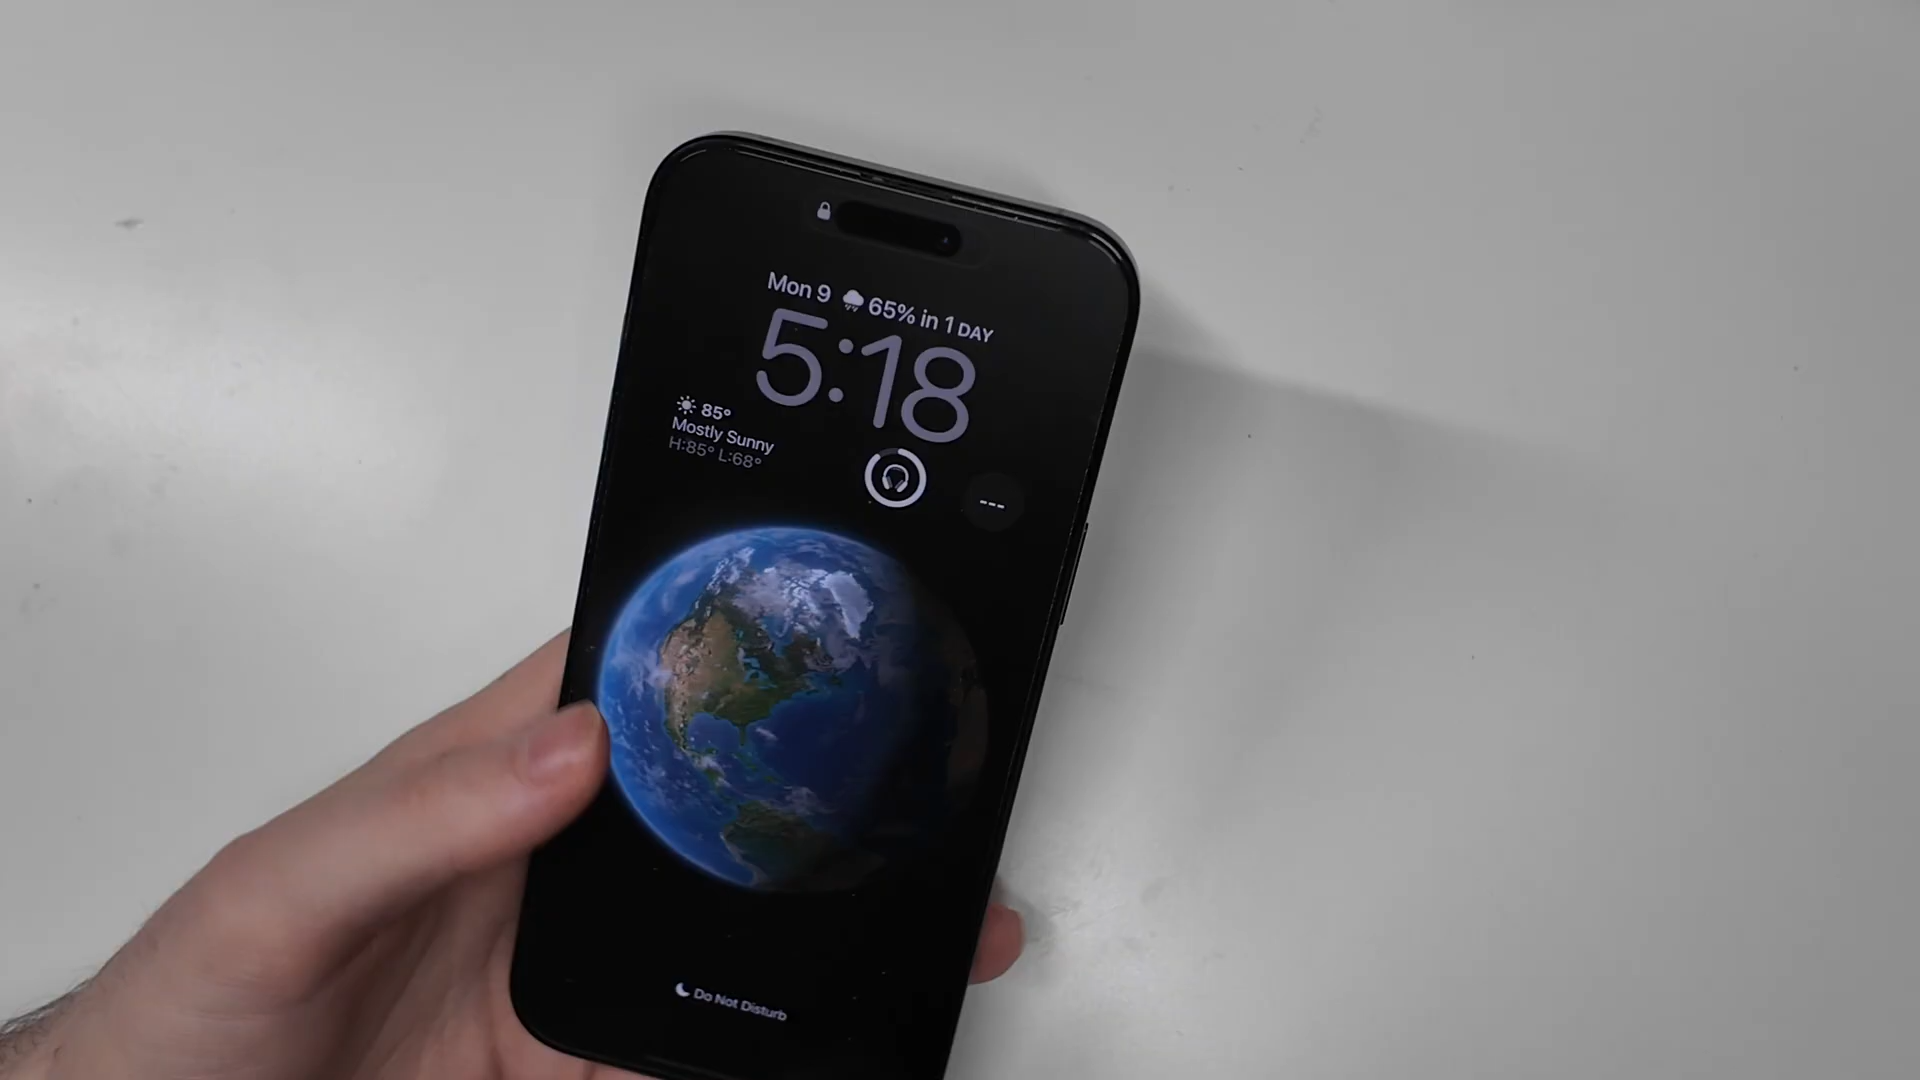 Mon 9 65% in 1 DAY
5:18
85°
Mostly Sunny
H:85° L:68°
---
Do Not Disturb